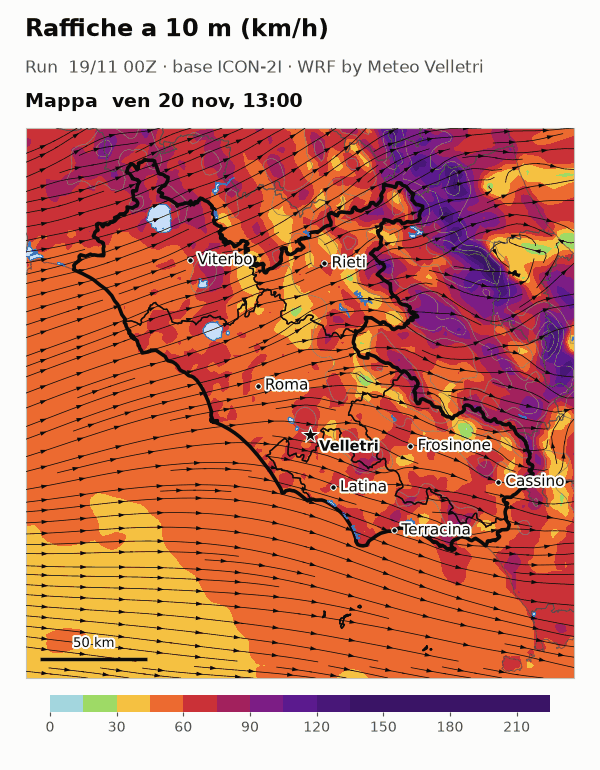 Raffiche a 10 m (km/h)
Run 19/11 00Z · base ICON-2I · WRF by Meteo Velletri
Mappa ven 20 nov, 13:00
Viterbo
Rieti
Roma
Velletri
Frosinone
Latina
Cassino
Terracina
50 km
0 30 60 90 120 150 180 210